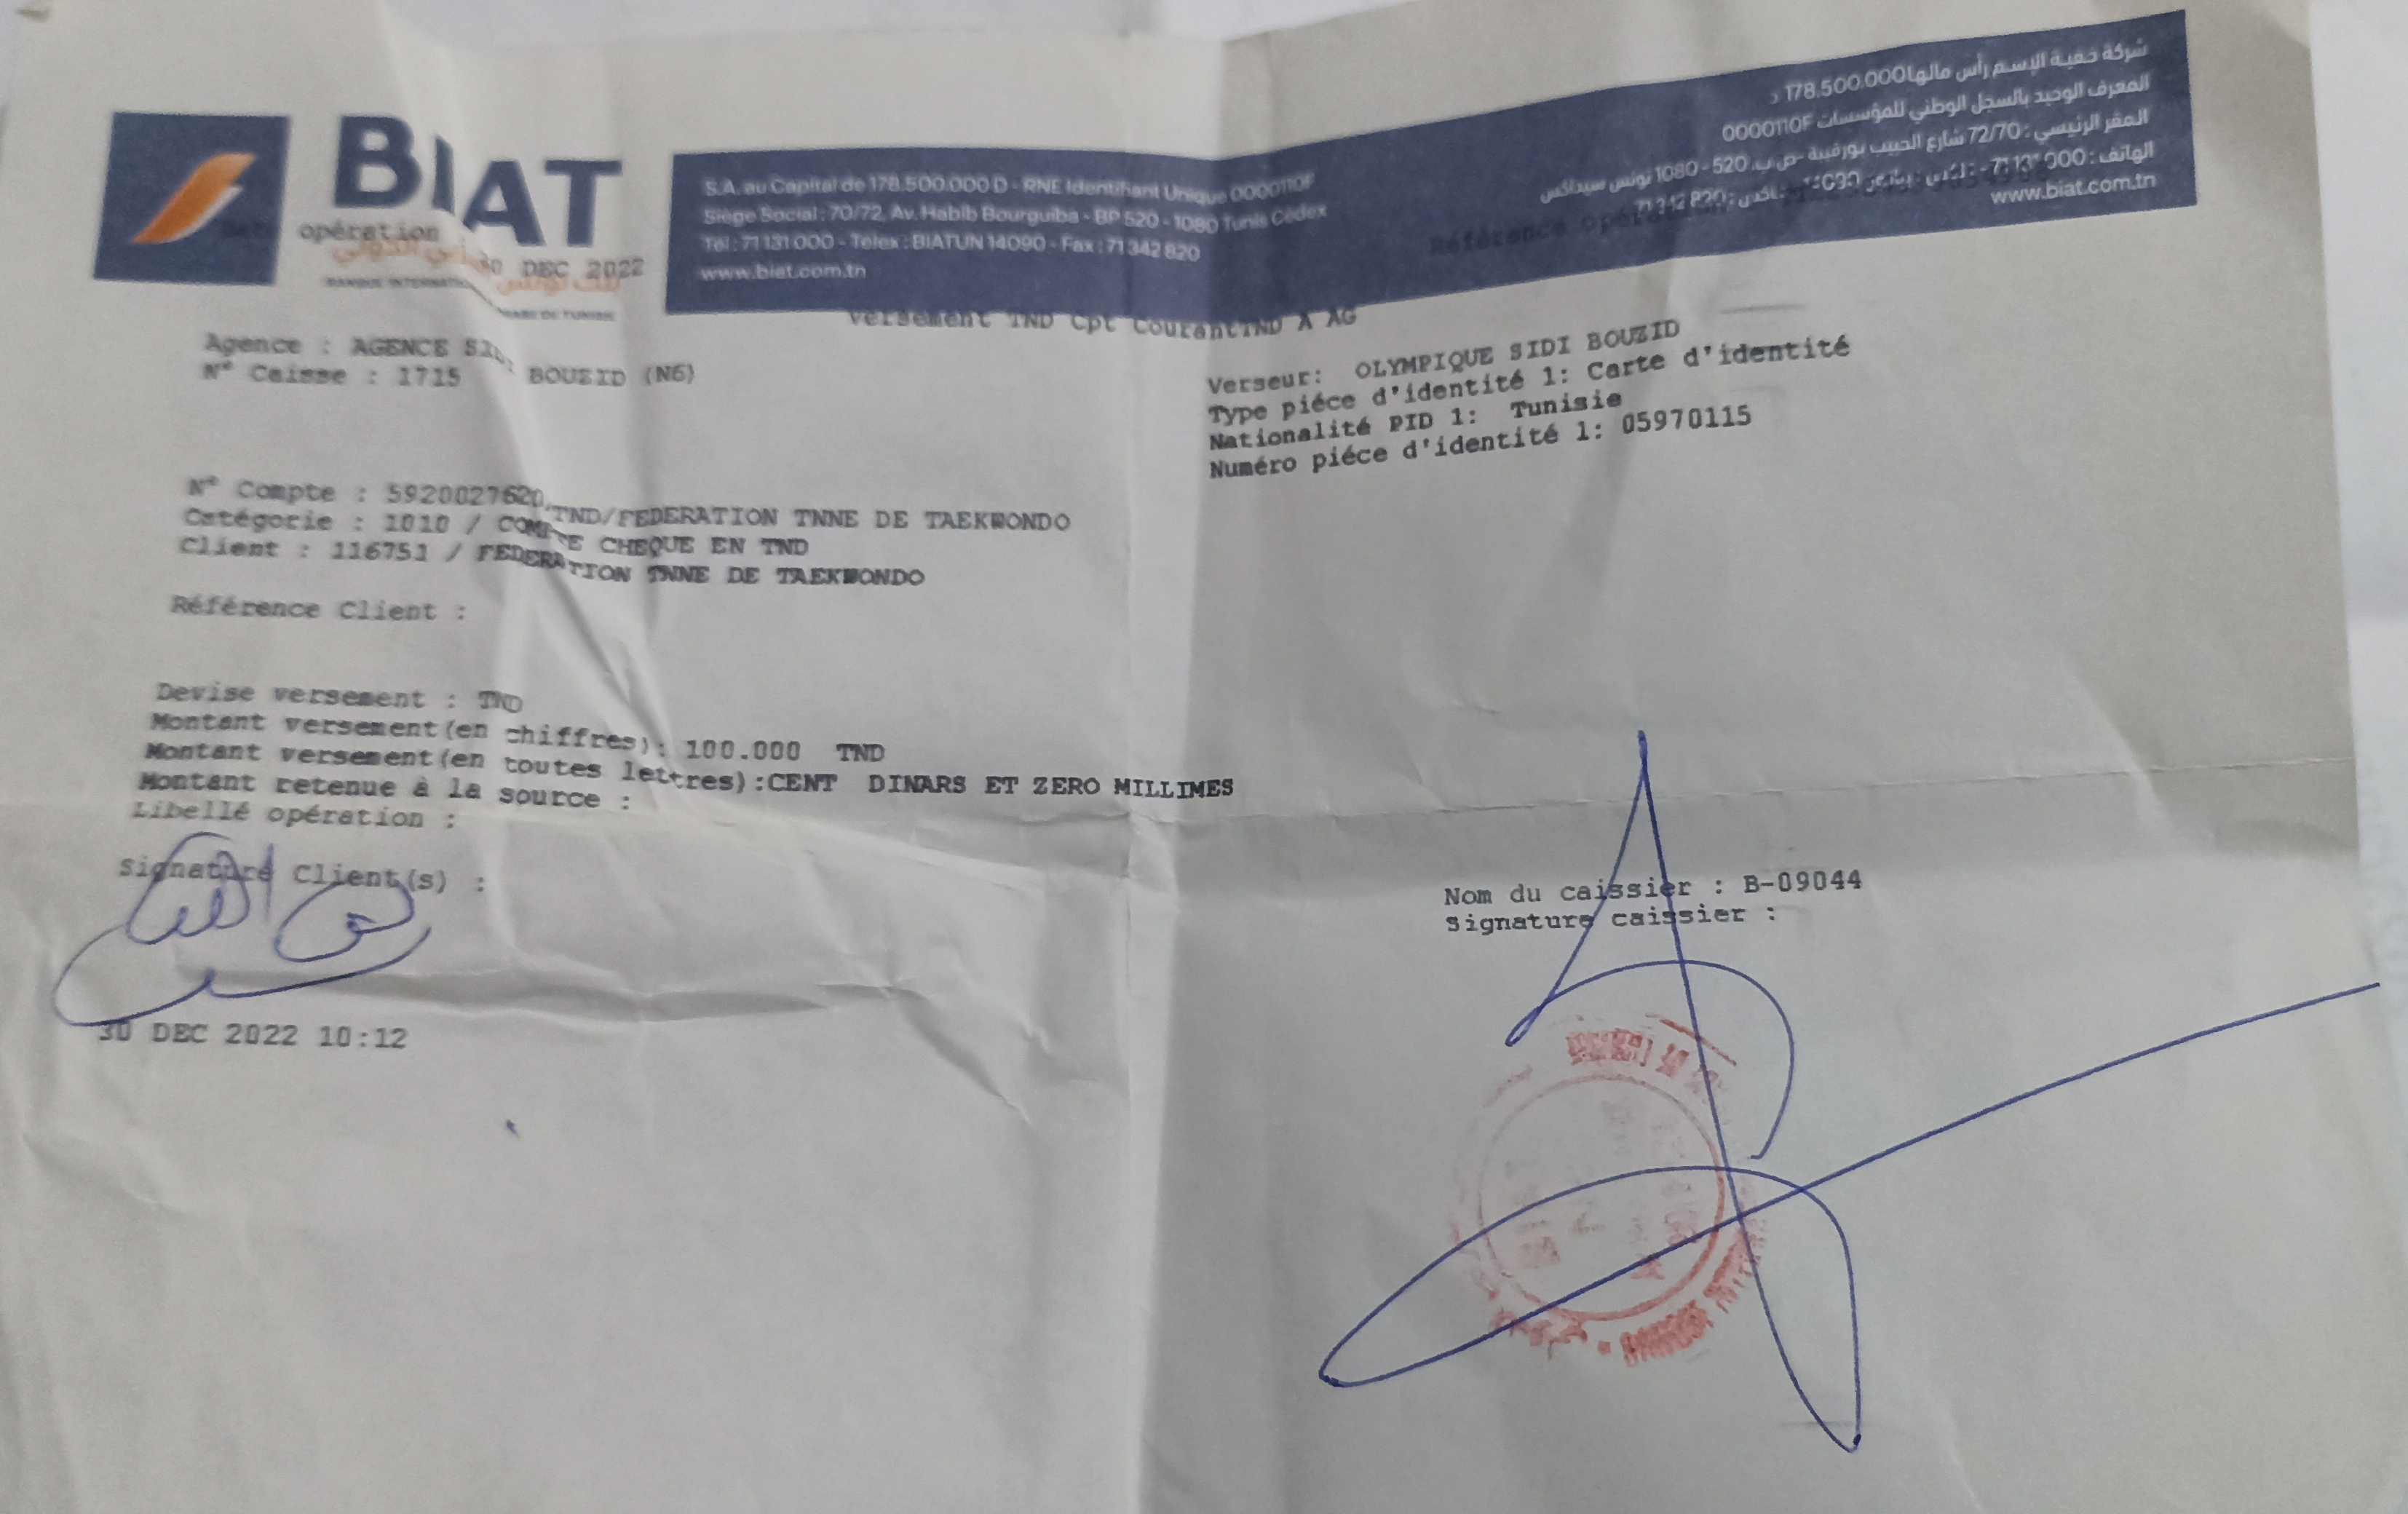 BIAT
S.A. au Capital de 178.500.000 D - RNE Identifiant Unique 0000110F
Siège Social : 70/72, Av. Habib Bourguiba - BP 520 - 1080 Tunis Cédex
Tél : 71 131 000 - Télex : BIATUN 14090 - Fax : 71 342 820
www.biat.com.tn
شركة خفية الإسم رأس مالها 178.500.000 د
المعرف الوحيد بالسجل الوطني للمؤسسات 0000110F
المقر الرئيسي : 72/70 شارع الحبيب بورقيبة -ص.ب. 520 - 1080 تونس سيداكس
www.biat.com.tn
opération
30 DEC 2022
Référence opération
Versement TND Cpt CourantTND A AG
Agence : AGENCE SIDI BOUZID (N6)
N° Caisse : 1715
Verseur: OLYMPIQUE SIDI BOUZID
Type piéce d'identité 1: Carte d'identité
Nationalité PID 1: Tunisie
Numéro piéce d'identité 1: 05970115
N° Compte : 5920027620,TND/FEDERATION TNNE DE TAEKWONDO
Catégorie : 1010 / COMPTE CHEQUE EN TND
Client : 116751 / FEDERATION TNNE DE TAEKWONDO
Référence Client :
Devise versement : TND
Montant versement(en chiffres): 100.000 TND
Montant versement(en toutes lettres):CENT DINARS ET ZERO MILLIMES
Montant retenue à la source :
Libellé opération :
Signature Client(s) :
Nom du caissier : B-09044
Signature caissier :
30 DEC 2022 10:12